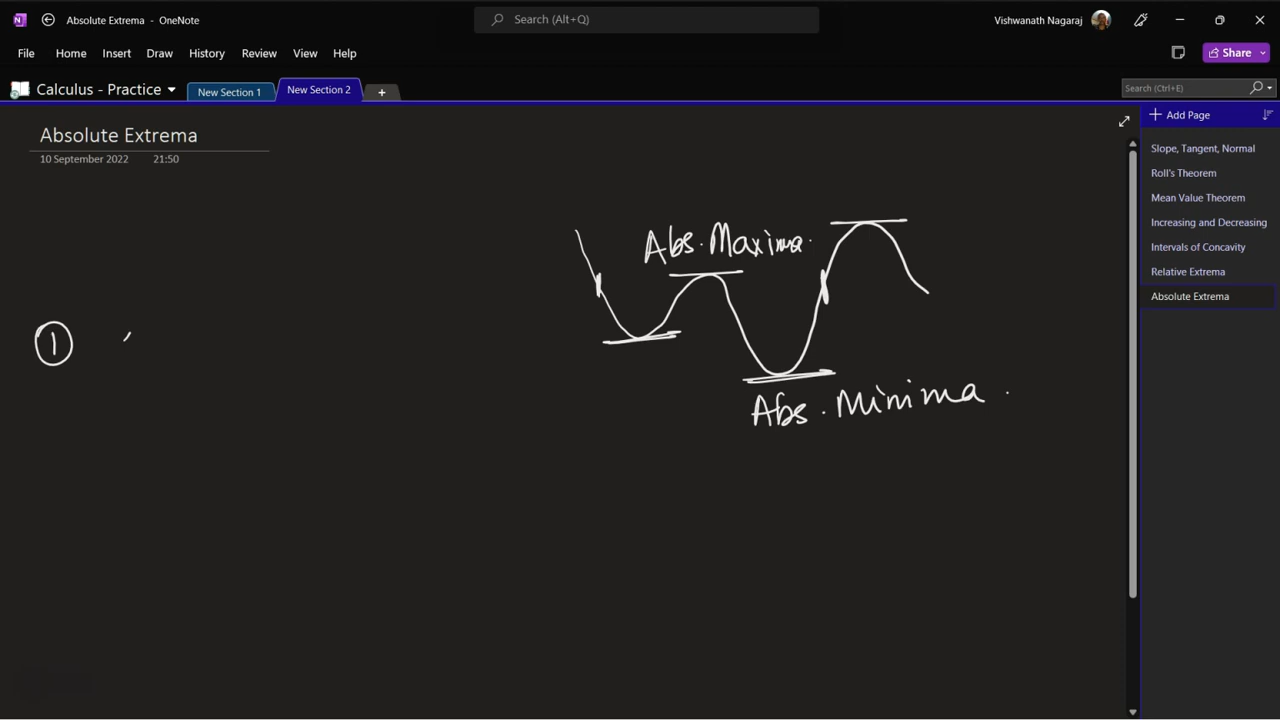 Absolute Extrema - OneNote
Search (Alt+Q)
Vishwanath Nagaraj
File Home Insert Draw History Review View Help
Share
Calculus - Practice
New Section 1
New Section 2
+
Search (Ctrl+E)
Absolute Extrema
10 September 2022 21:50
Add Page
Slope, Tangent, Normal
Roll's Theorem
Mean Value Theorem
Increasing and Decreasing
Intervals of Concavity
Relative Extrema
Absolute Extrema
Abs. Maxima.
1
Abs. Minima.